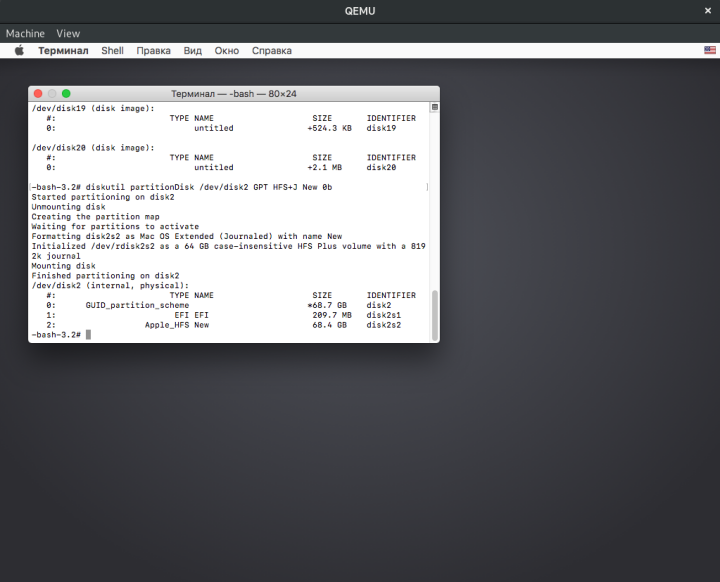 QEMU
Machine View
Терминал Shell Правка Вид Окно Справка
Терминал — -bash — 80×24
/dev/disk19 (disk image):
#: TYPE NAME SIZE IDENTIFIER
0: untitled +524.3 KB disk19
/dev/disk20 (disk image):
#: TYPE NAME SIZE IDENTIFIER
0: untitled +2.1 MB disk20
-bash-3.2# diskutil partitionDisk /dev/disk2 GPT HFS+J New 0b
Started partitioning on disk2
Unmounting disk
Creating the partition map
Waiting for partitions to activate
Formatting disk2s2 as Mac OS Extended (Journaled) with name New
Initialized /dev/rdisk2s2 as a 64 GB case-insensitive HFS Plus volume with a 819
2k journal
Mounting disk
Finished partitioning on disk2
/dev/disk2 (internal, physical):
#: TYPE NAME SIZE IDENTIFIER
0: GUID_partition_scheme *68.7 GB disk2
1: EFI EFI 209.7 MB disk2s1
2: Apple_HFS New 68.4 GB disk2s2
-bash-3.2#